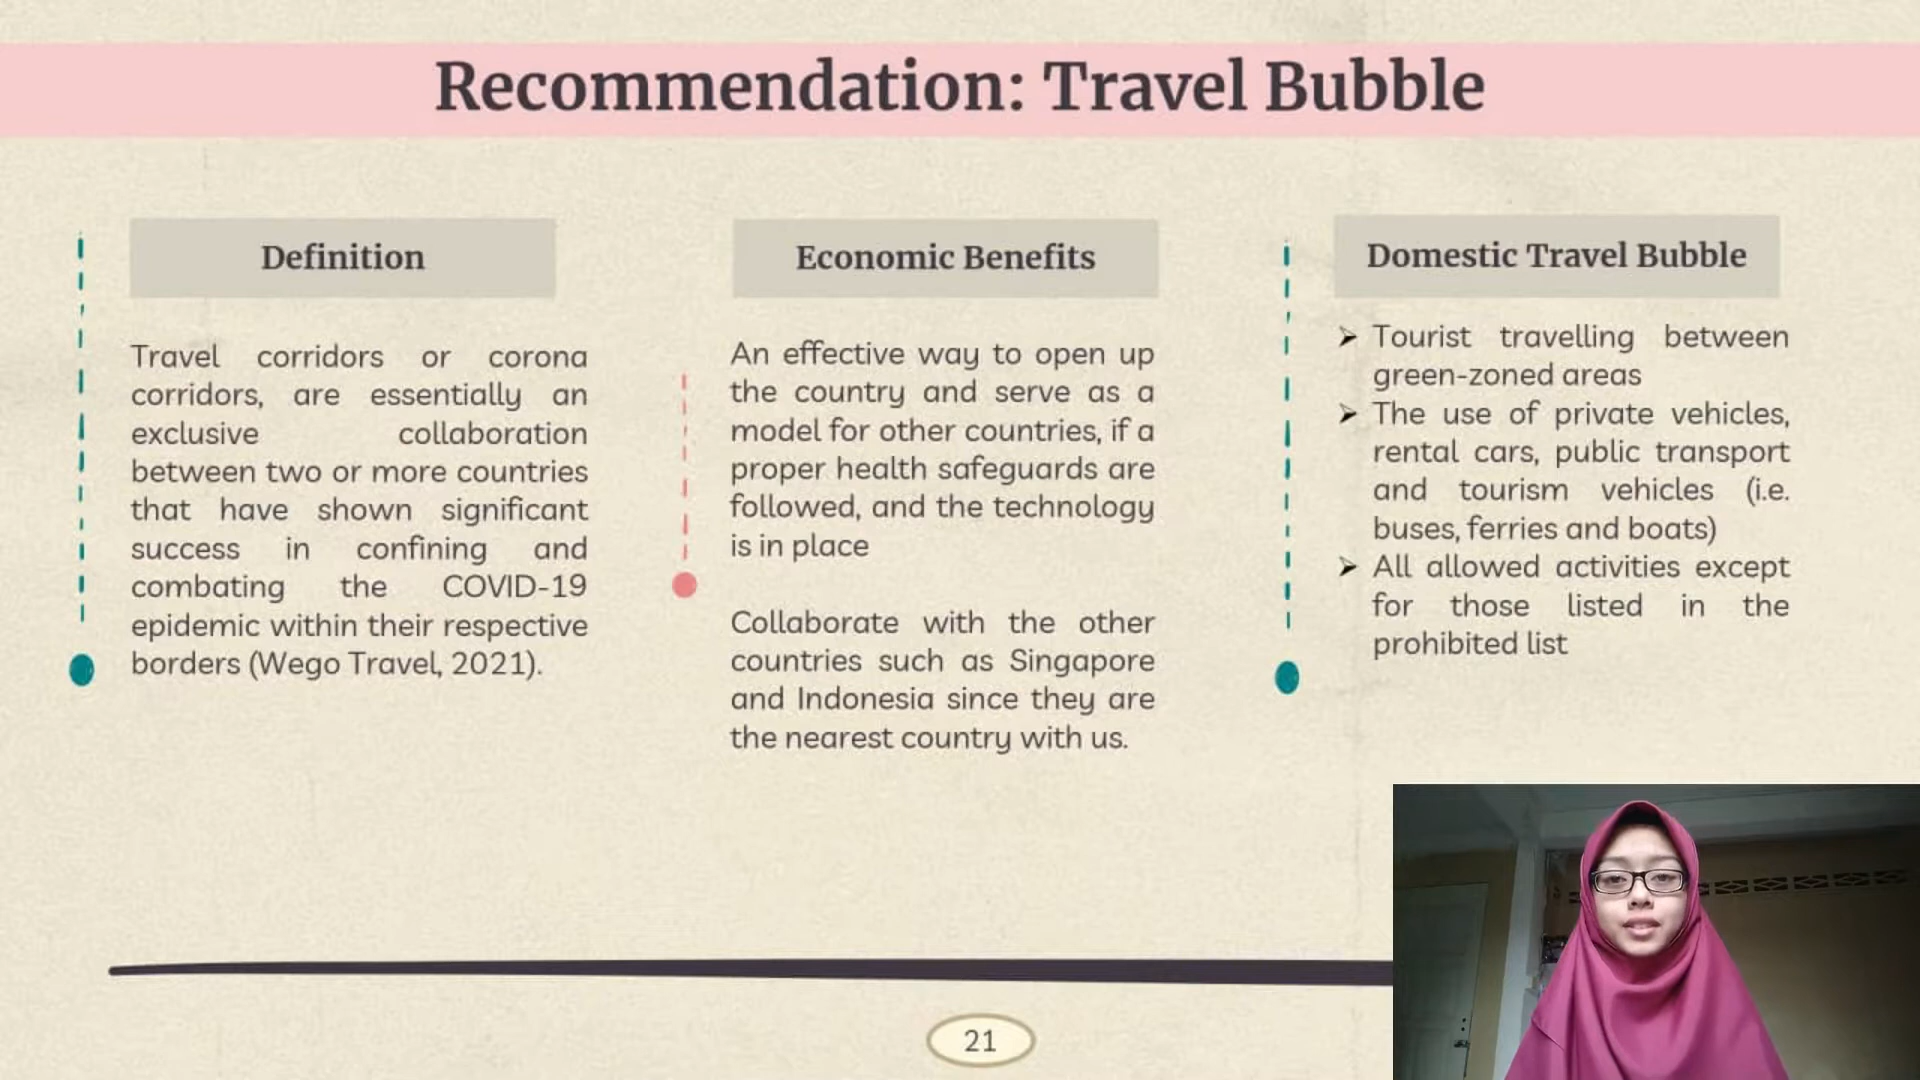 Recommendation: Travel Bubble
Definition
Travel corridors or corona
corridors, are essentially an
exclusive collaboration
between two or more countries
that have shown significant
success in confining and
combating the COVID-19
epidemic within their respective
borders (Wego Travel, 2021).
Economic Benefits
An effective way to open up
the country and serve as a
model for other countries, if a
proper health safeguards are
followed, and the technology
is in place
Collaborate with the other
countries such as Singapore
and Indonesia since they are
the nearest country with us.
Domestic Travel Bubble
Tourist travelling between
green-zoned areas
The use of private vehicles,
rental cars, public transport
and tourism vehicles (i.e.
buses, ferries and boats)
All allowed activities except
for those listed in the
prohibited list
21